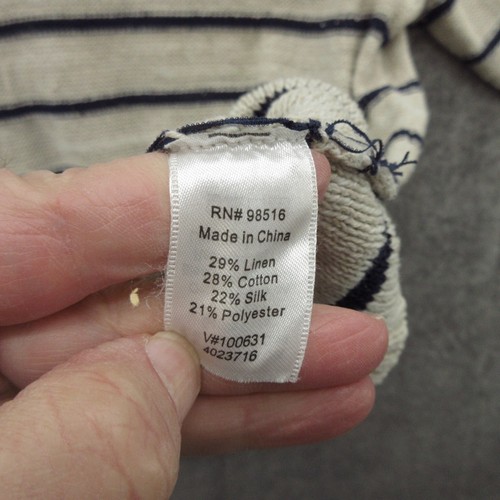 RN# 98516
Made in China
29% Linen
28% Cotton
22% Silk
21% Polyester
V#100631
4023716